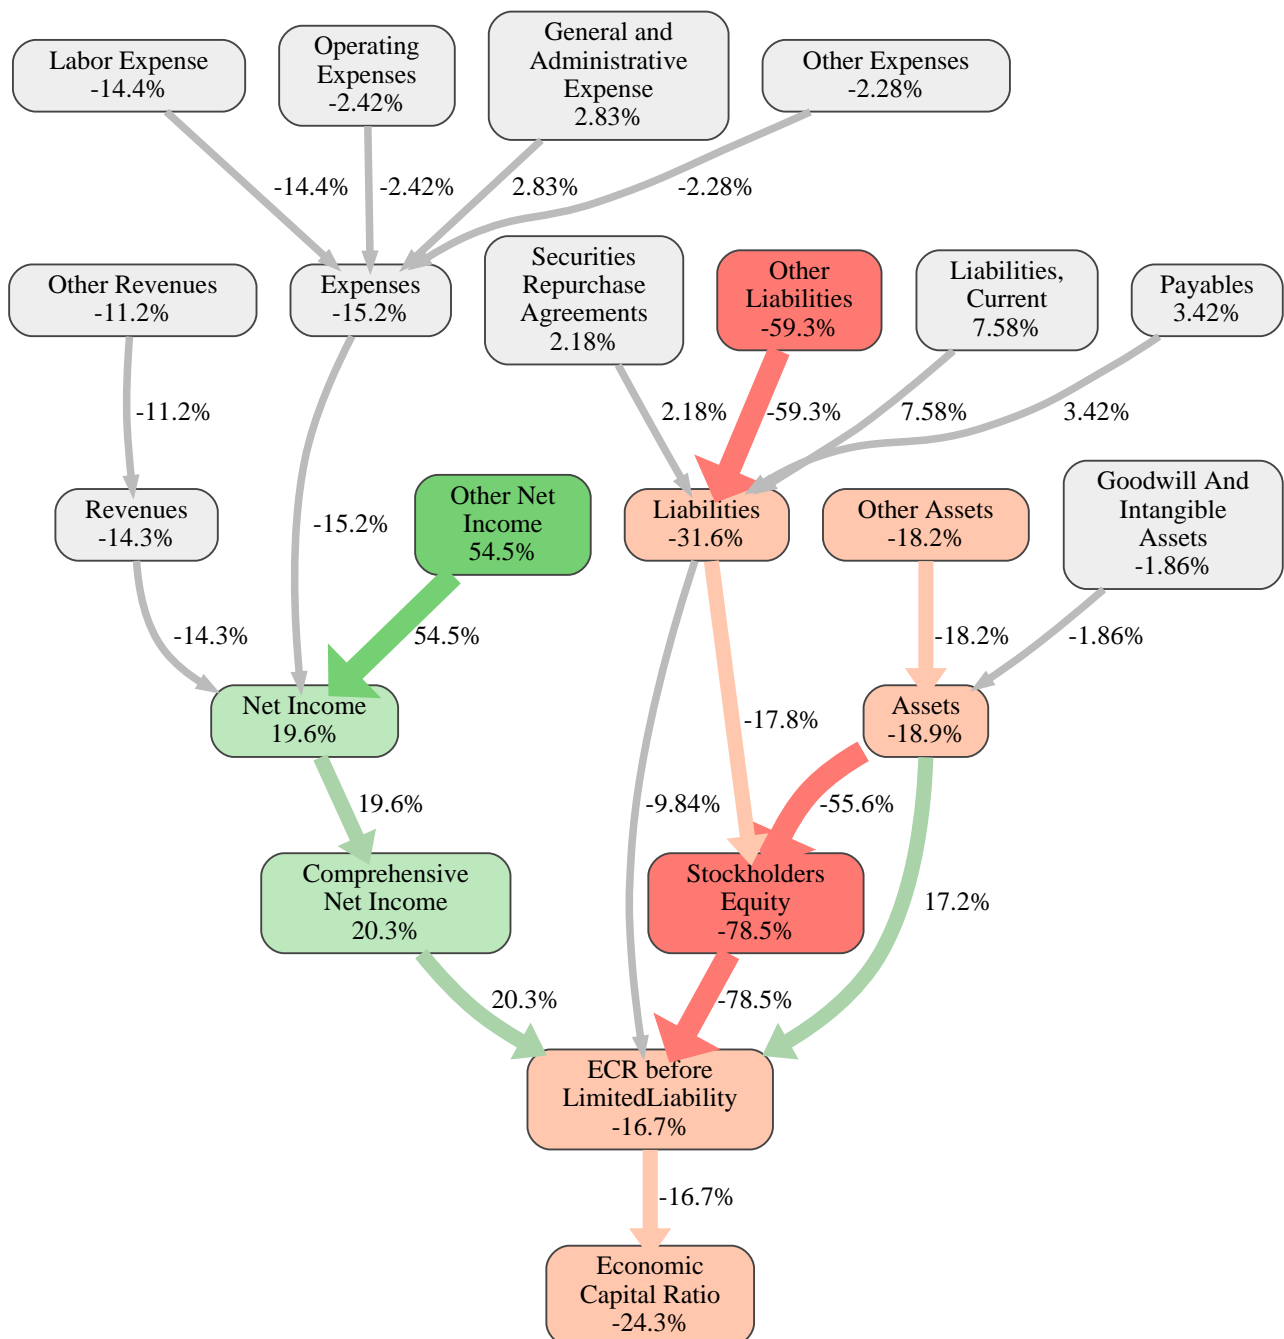 Labor Expense
-14.4%
Operating
Expenses
-2.42%
General and
Administrative
Expense
2.83%
Other Expenses
-2.28%
-14.4%
-2.42%
2.83%
-2.28%
Other Revenues
-11.2%
Expenses
-15.2%
Securities
Repurchase
Agreements
2.18%
Other
Liabilities
-59.3%
Liabilities,
Current
7.58%
Payables
3.42%
-11.2%
2.18%
-59.3%
7.58%
3.42%
Revenues
-14.3%
-15.2%
Other Net
Income
54.5%
Liabilities
-31.6%
Other Assets
-18.2%
Goodwill And
Intangible
Assets
-1.86%
-14.3%
54.5%
-17.8%
-18.2%
-1.86%
Net Income
19.6%
Assets
-18.9%
19.6%
-9.84%
-55.6%
17.2%
Comprehensive
Net Income
20.3%
Stockholders
Equity
-78.5%
20.3%
-78.5%
ECR before
LimitedLiability
-16.7%
-16.7%
Economic
Capital Ratio
-24.3%